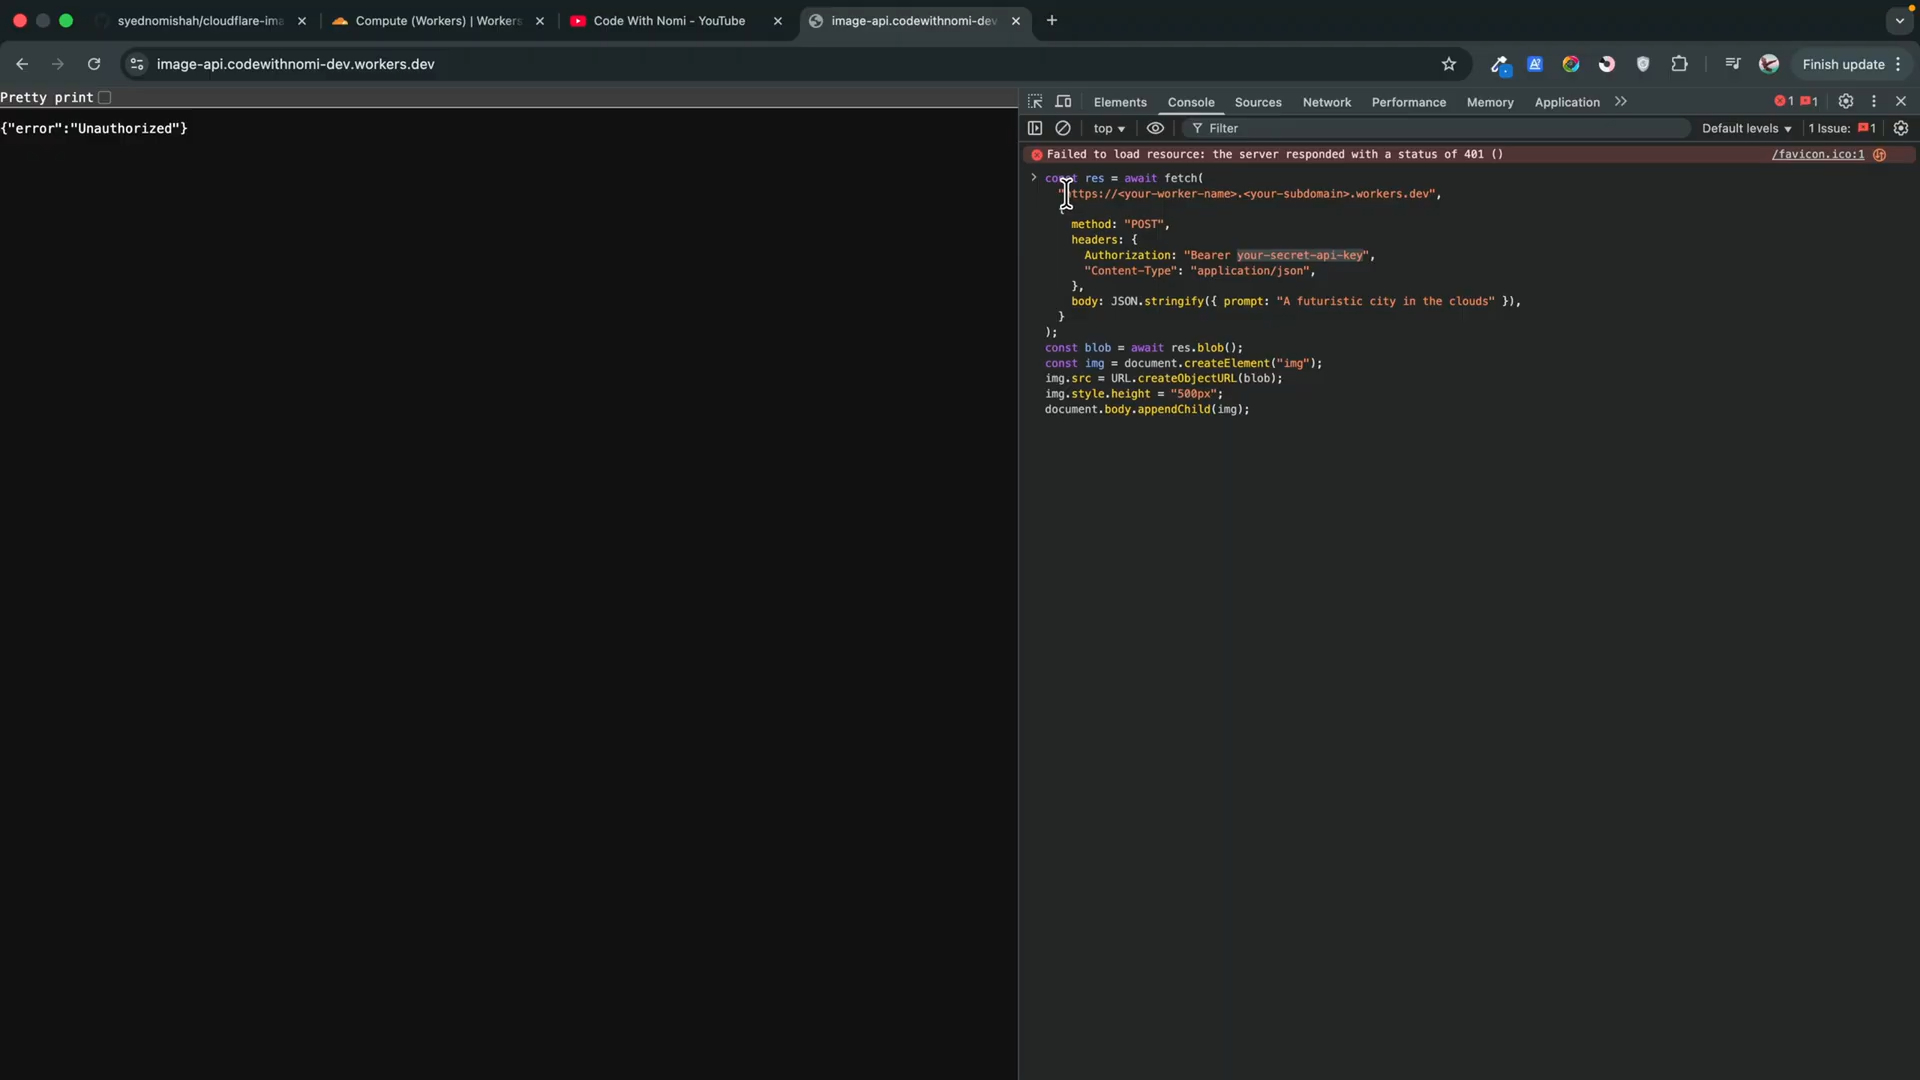 syednomishah/cloudflare-ima
Compute (Workers) | Workers
Code With Nomi - YouTube
image-api.codewithnomi-dev
image-api.codewithnomi-dev.workers.dev
Finish update
Pretty print
{"error":"Unauthorized"}
Elements
Console
Sources
Network
Performance
Memory
Application
1
1
top
Filter
Default levels
1 Issue:
1
Failed to load resource: the server responded with a status of 401 ()
/favicon.ico:1
const res = await fetch(
"https://<your-worker-name>.<your-subdomain>.workers.dev",
{
method: "POST",
headers: {
Authorization: "Bearer your-secret-api-key",
"Content-Type": "application/json",
},
body: JSON.stringify({ prompt: "A futuristic city in the clouds" }),
}
);
const blob = await res.blob();
const img = document.createElement("img");
img.src = URL.createObjectURL(blob);
img.style.height = "500px";
document.body.appendChild(img);